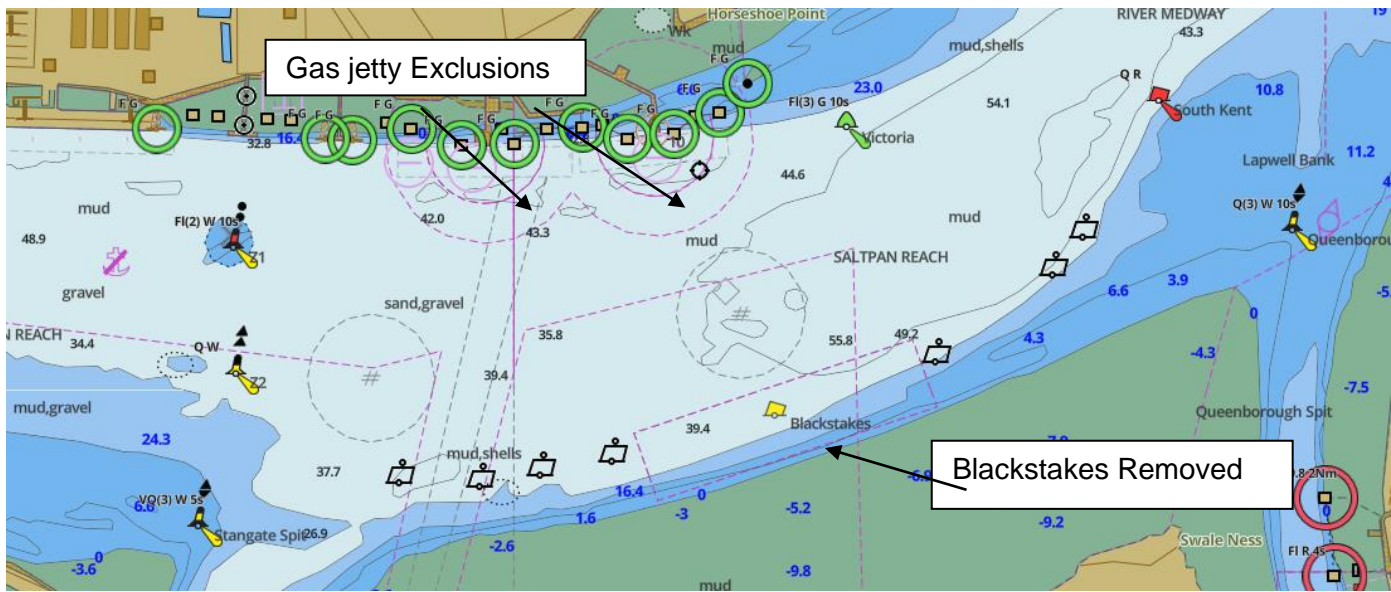 Horseshoe Point
RIVER MEDWAY
19
Wk
43.3
mud
mud,shells
Gas jetty Exclusions
F G
23.0
Q R
10.8
F G
F G
F G
F G
F G
F G
F G
F G
Fl(3) G 10s
54.1
South Kent
Victoria
32.8
10
Lapwell Bank
11.2
44.6
mud
Fl(2) W 10s
42.0
43.3
mud
mud
Q(3) W 10s
48.9
Z1
SALTPAN REACH
3.9
6.6
gravel
sand,gravel
0
N REACH
34.4
35.8
55.8
49.2
4.3
-4.3
Q W
Z2
39.4
-7.5
mud,gravel
Blackstakes
Queenborough Spit
24.3
39.4
mud,shells
37.7
Blackstakes Removed
VQ(3) W 5s
6.6
16.4
0
Stangate Spit
26.9
1.6
-3
-5.2
-9.2
0
-2.6
Swale Ness
0
-3.6
Fl R 4s
-9.8
mud